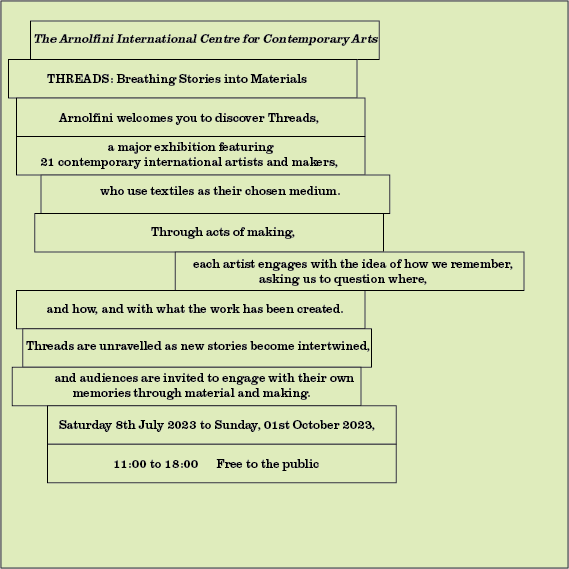 The Arnolfini International Centre for Contemporary Arts
THREADS: Breathing Stories into Materials
Arnolfini welcomes you to discover Threads,
a major exhibition featuring
21 contemporary international artists and makers,
who use textiles as their chosen medium.
Through acts of making,
each artist engages with the idea of how we remember,
asking us to question where,
and how, and with what the work has been created.
Threads are unravelled as new stories become intertwined,
and audiences are invited to engage with their own
memories through material and making.
Saturday 8th July 2023 to Sunday, 01st October 2023,
11:00 to 18:00 Free to the public